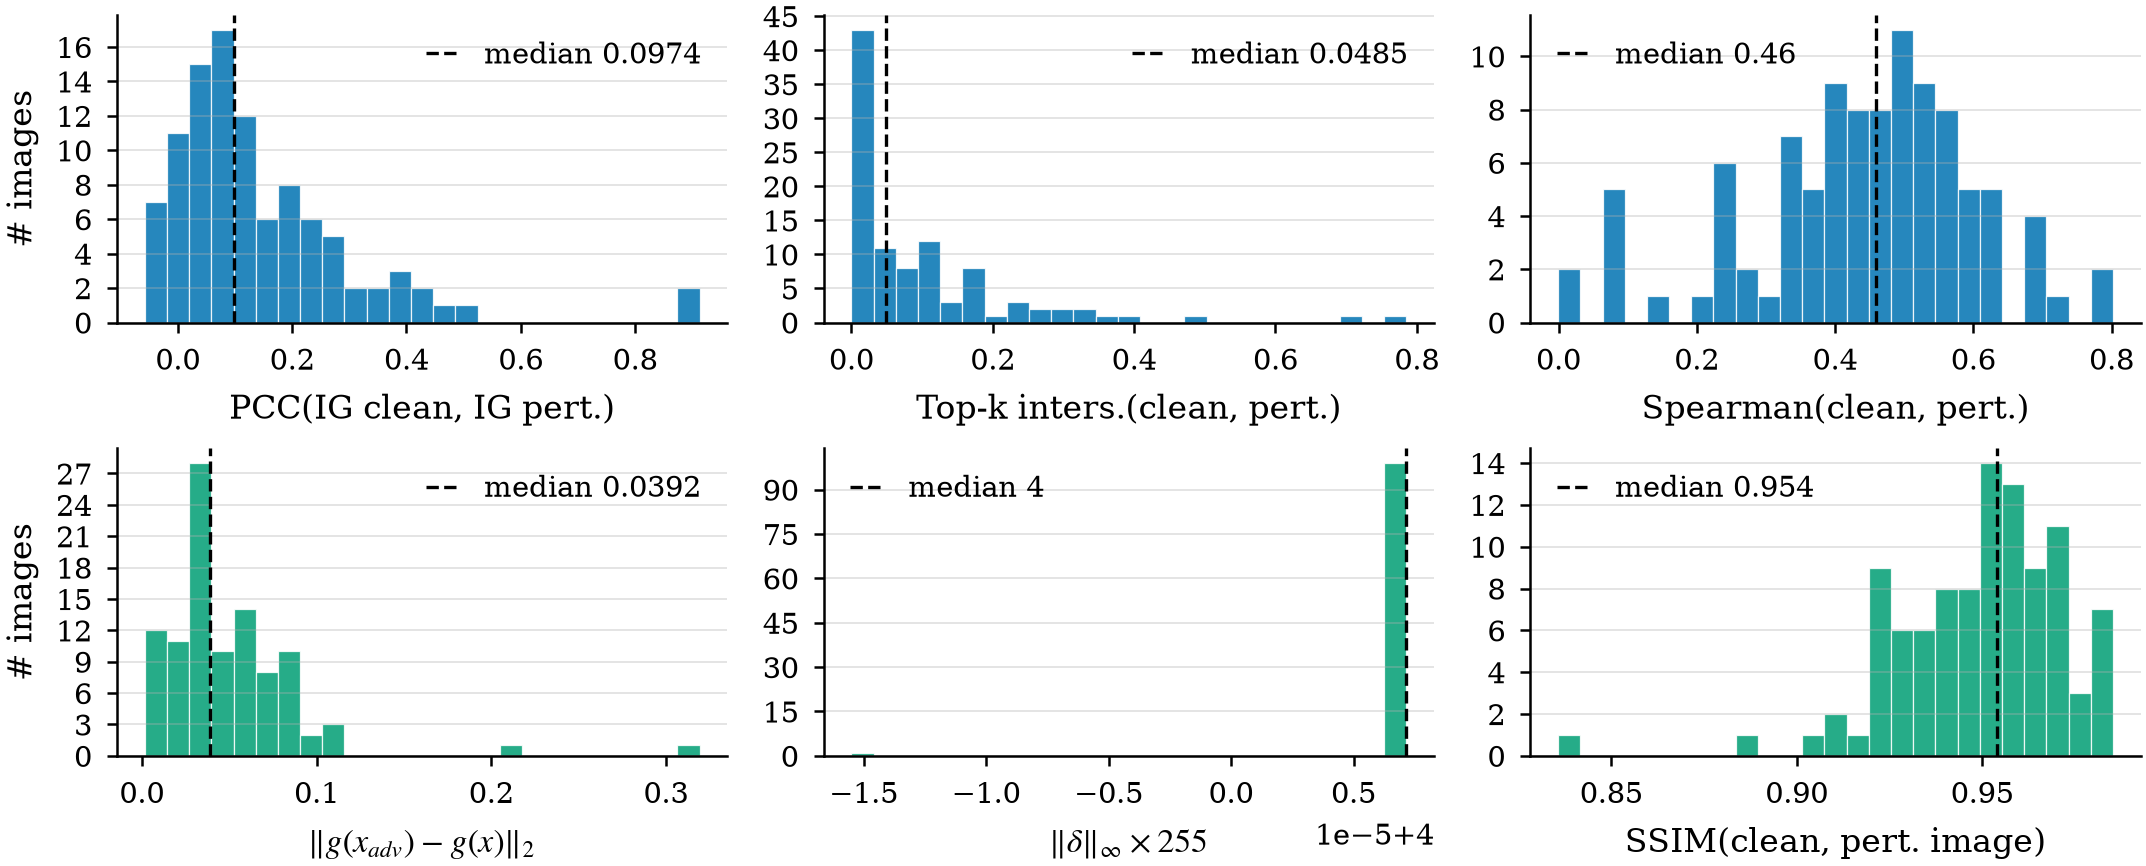 # images
16
14
12
10
8
6
4
2
0
median 0.0974
0.0 0.2 0.4 0.6 0.8
PCC(IG clean, IG pert.)
45
40
35
30
25
20
15
10
5
0
median 0.0485
0.0 0.2 0.4 0.6 0.8
Top-k inters.(clean, pert.)
10
8
6
4
2
0
median 0.46
0.0 0.2 0.4 0.6 0.8
Spearman(clean, pert.)
# images
27
24
21
18
15
12
9
6
3
0
median 0.0392
0.0 0.1 0.2 0.3
‖g(x_{adv}) − g(x)‖₂
90
75
60
45
30
15
0
median 4
−1.5 −1.0 −0.5 0.0 0.5
1e−5+4
‖δ‖∞ × 255
14
12
10
8
6
4
2
0
median 0.954
0.85 0.90 0.95
SSIM(clean, pert. image)